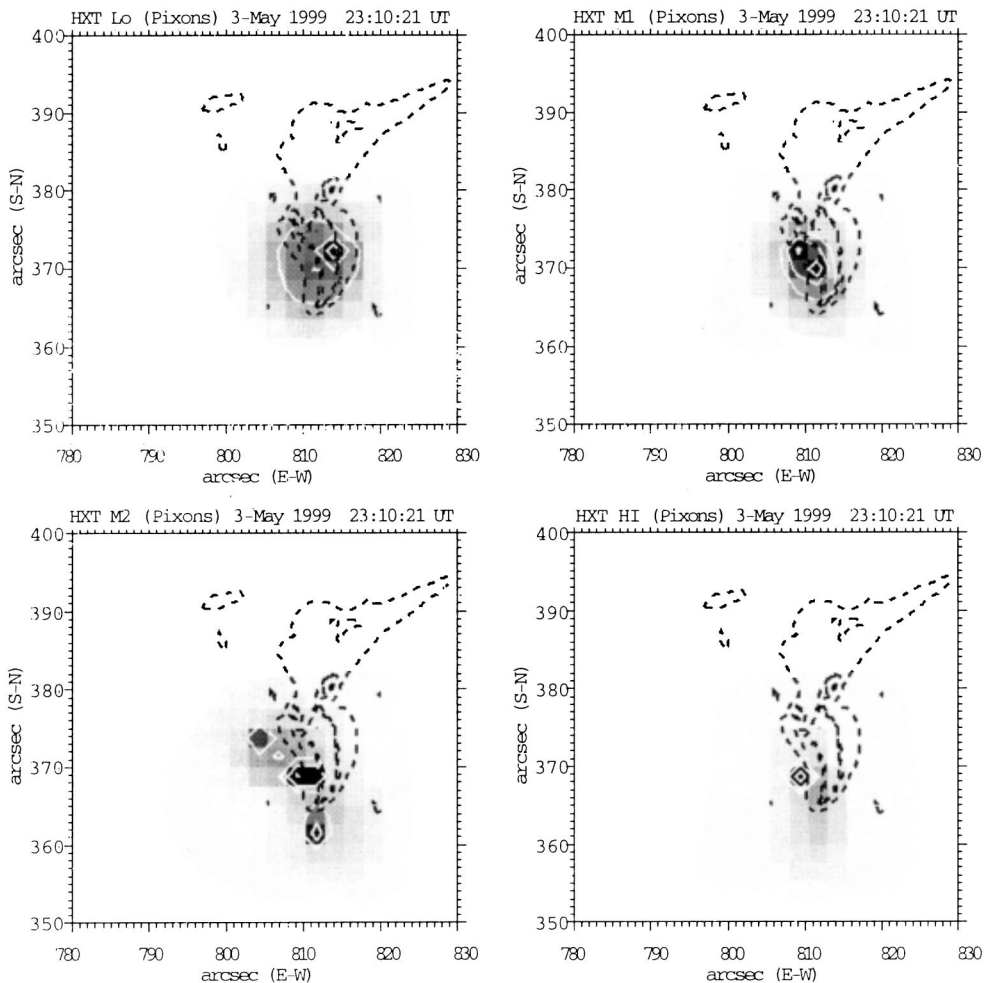 HXT Lo (Pixons) 3-May 1999 23:10:21 UT
400
390
380
370
360
350
arcsec (S-N)
780 790 800 810 820 830
arcsec (E-W)
HXT M1 (Pixons) 3-May 1999 23:10:21 UT
400
390
380
370
360
350
arcsec (S-N)
780 790 800 810 820 830
arcsec (E-W)
HXT M2 (Pixons) 3-May 1999 23:10:21 UT
400
390
380
370
360
350
arcsec (S-N)
780 790 800 810 820 830
arcsec (E-W)
HXT HI (Pixons) 3-May 1999 23:10:21 UT
400
390
380
370
360
350
arcsec (S-N)
780 790 800 810 820 830
arcsec (E-W)